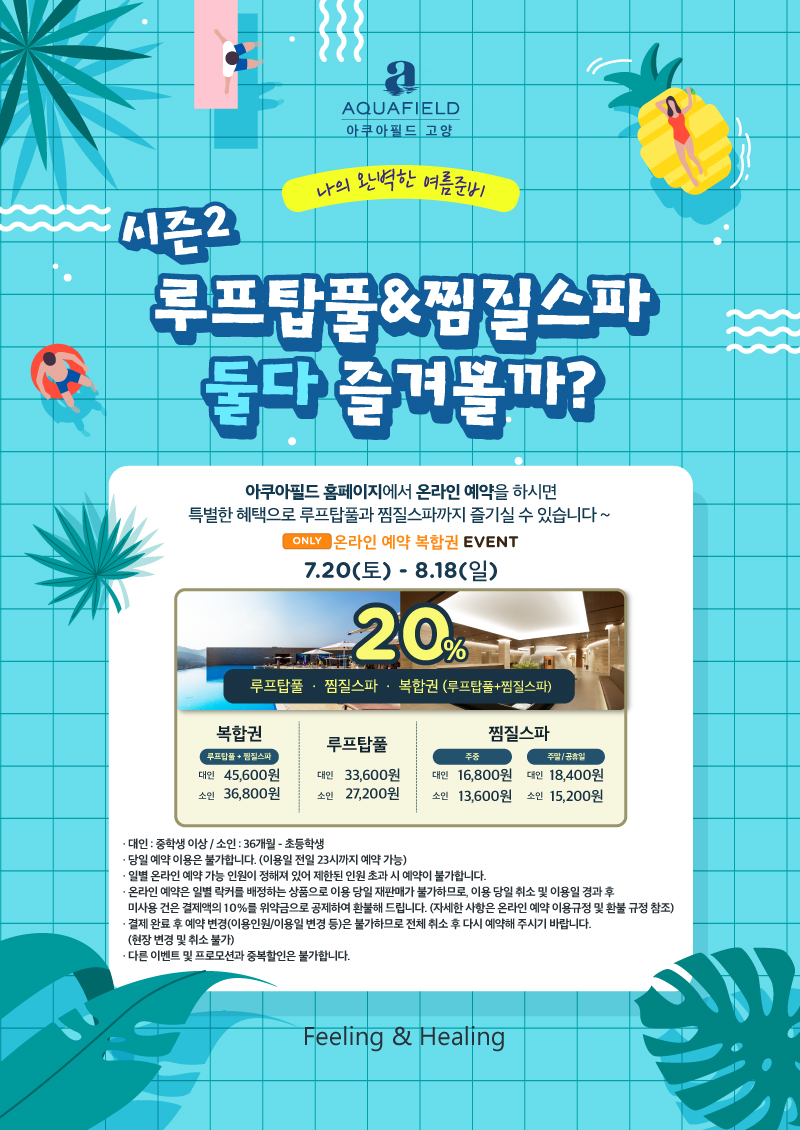 a
AQUAFIELD
아쿠아필드 고양
나의 완벽한 여름준비
시즌2
루프탑풀&찜질스파
둘다 즐겨볼까?
아쿠아필드 홈페이지에서 온라인 예약을 하시면
특별한 혜택으로 루프탑풀과 찜질스파까지 즐기실 수 있습니다 ~
ONLY 온라인 예약 복합권 EVENT
7.20(토) - 8.18(일)
20%
루프탑풀 · 찜질스파 · 복합권 (루프탑풀+찜질스파)
복합권
루프탑풀 + 찜질스파
대인 45,600원
소인 36,800원
루프탑풀
대인 33,600원
소인 27,200원
찜질스파
주중
대인 16,800원
소인 13,600원
주말/공휴일
대인 18,400원
소인 15,200원
· 대인 : 중학생 이상 / 소인 : 36개월 - 초등학생
· 당일 예약 이용은 불가합니다. (이용일 전일 23시까지 예약 가능)
· 일별 온라인 예약 가능 인원이 정해져 있어 제한된 인원 초과 시 예약이 불가합니다.
· 온라인 예약은 일별 락커를 배정하는 상품으로 이용 당일 재판매가 불가하므로, 이용 당일 취소 및 이용일 경과 후
미사용 건은 결제액의 10%를 위약금으로 공제하여 환불해 드립니다. (자세한 사항은 온라인 예약 이용규정 및 환불 규정 참조)
· 결제 완료 후 예약 변경(이용인원/이용일 변경 등)은 불가하므로 전체 취소 후 다시 예약해 주시기 바랍니다.
(현장 변경 및 취소 불가)
· 다른 이벤트 및 프로모션과 중복할인은 불가합니다.
Feeling & Healing